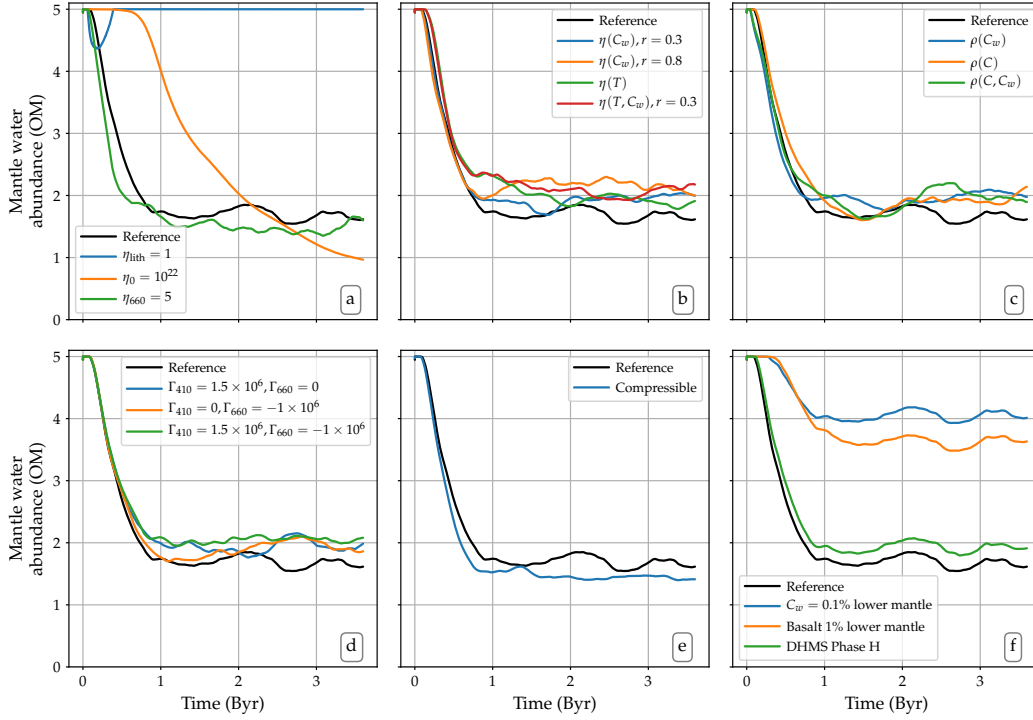 5
4
3
2
1
0
Mantle water
abundance (OM)
Reference
η_lith = 1
η_0 = 10^22
η_660 = 5
a
Reference
η(C_w), r = 0.3
η(C_w), r = 0.8
η(T)
η(T, C_w), r = 0.3
b
Reference
ρ(C_w)
ρ(C)
ρ(C, C_w)
c
5
4
3
2
1
0
Mantle water
abundance (OM)
Reference
Γ_410 = 1.5 × 10^6, Γ_660 = 0
Γ_410 = 0, Γ_660 = −1 × 10^6
Γ_410 = 1.5 × 10^6, Γ_660 = −1 × 10^6
d
0 1 2 3
Time (Byr)
Reference
Compressible
e
0 1 2 3
Time (Byr)
Reference
C_w = 0.1% lower mantle
Basalt 1% lower mantle
DHMS Phase H
f
0 1 2 3
Time (Byr)